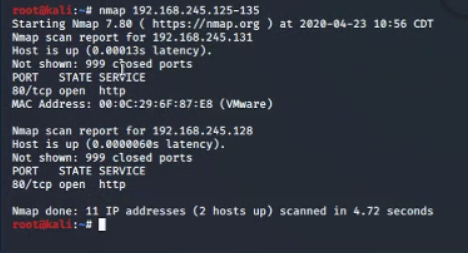 root@kali:~# nmap 192.168.245.125-135
Starting Nmap 7.80 ( https://nmap.org ) at 2020-04-23 10:56 CDT
Nmap scan report for 192.168.245.131
Host is up (0.00013s latency).
Not shown: 999 closed ports
PORT   STATE SERVICE
80/tcp open  http
MAC Address: 00:0C:29:6F:87:E8 (VMware)

Nmap scan report for 192.168.245.128
Host is up (0.0000060s latency).
Not shown: 999 closed ports
PORT   STATE SERVICE
80/tcp open  http

Nmap done: 11 IP addresses (2 hosts up) scanned in 4.72 seconds
root@kali:~#